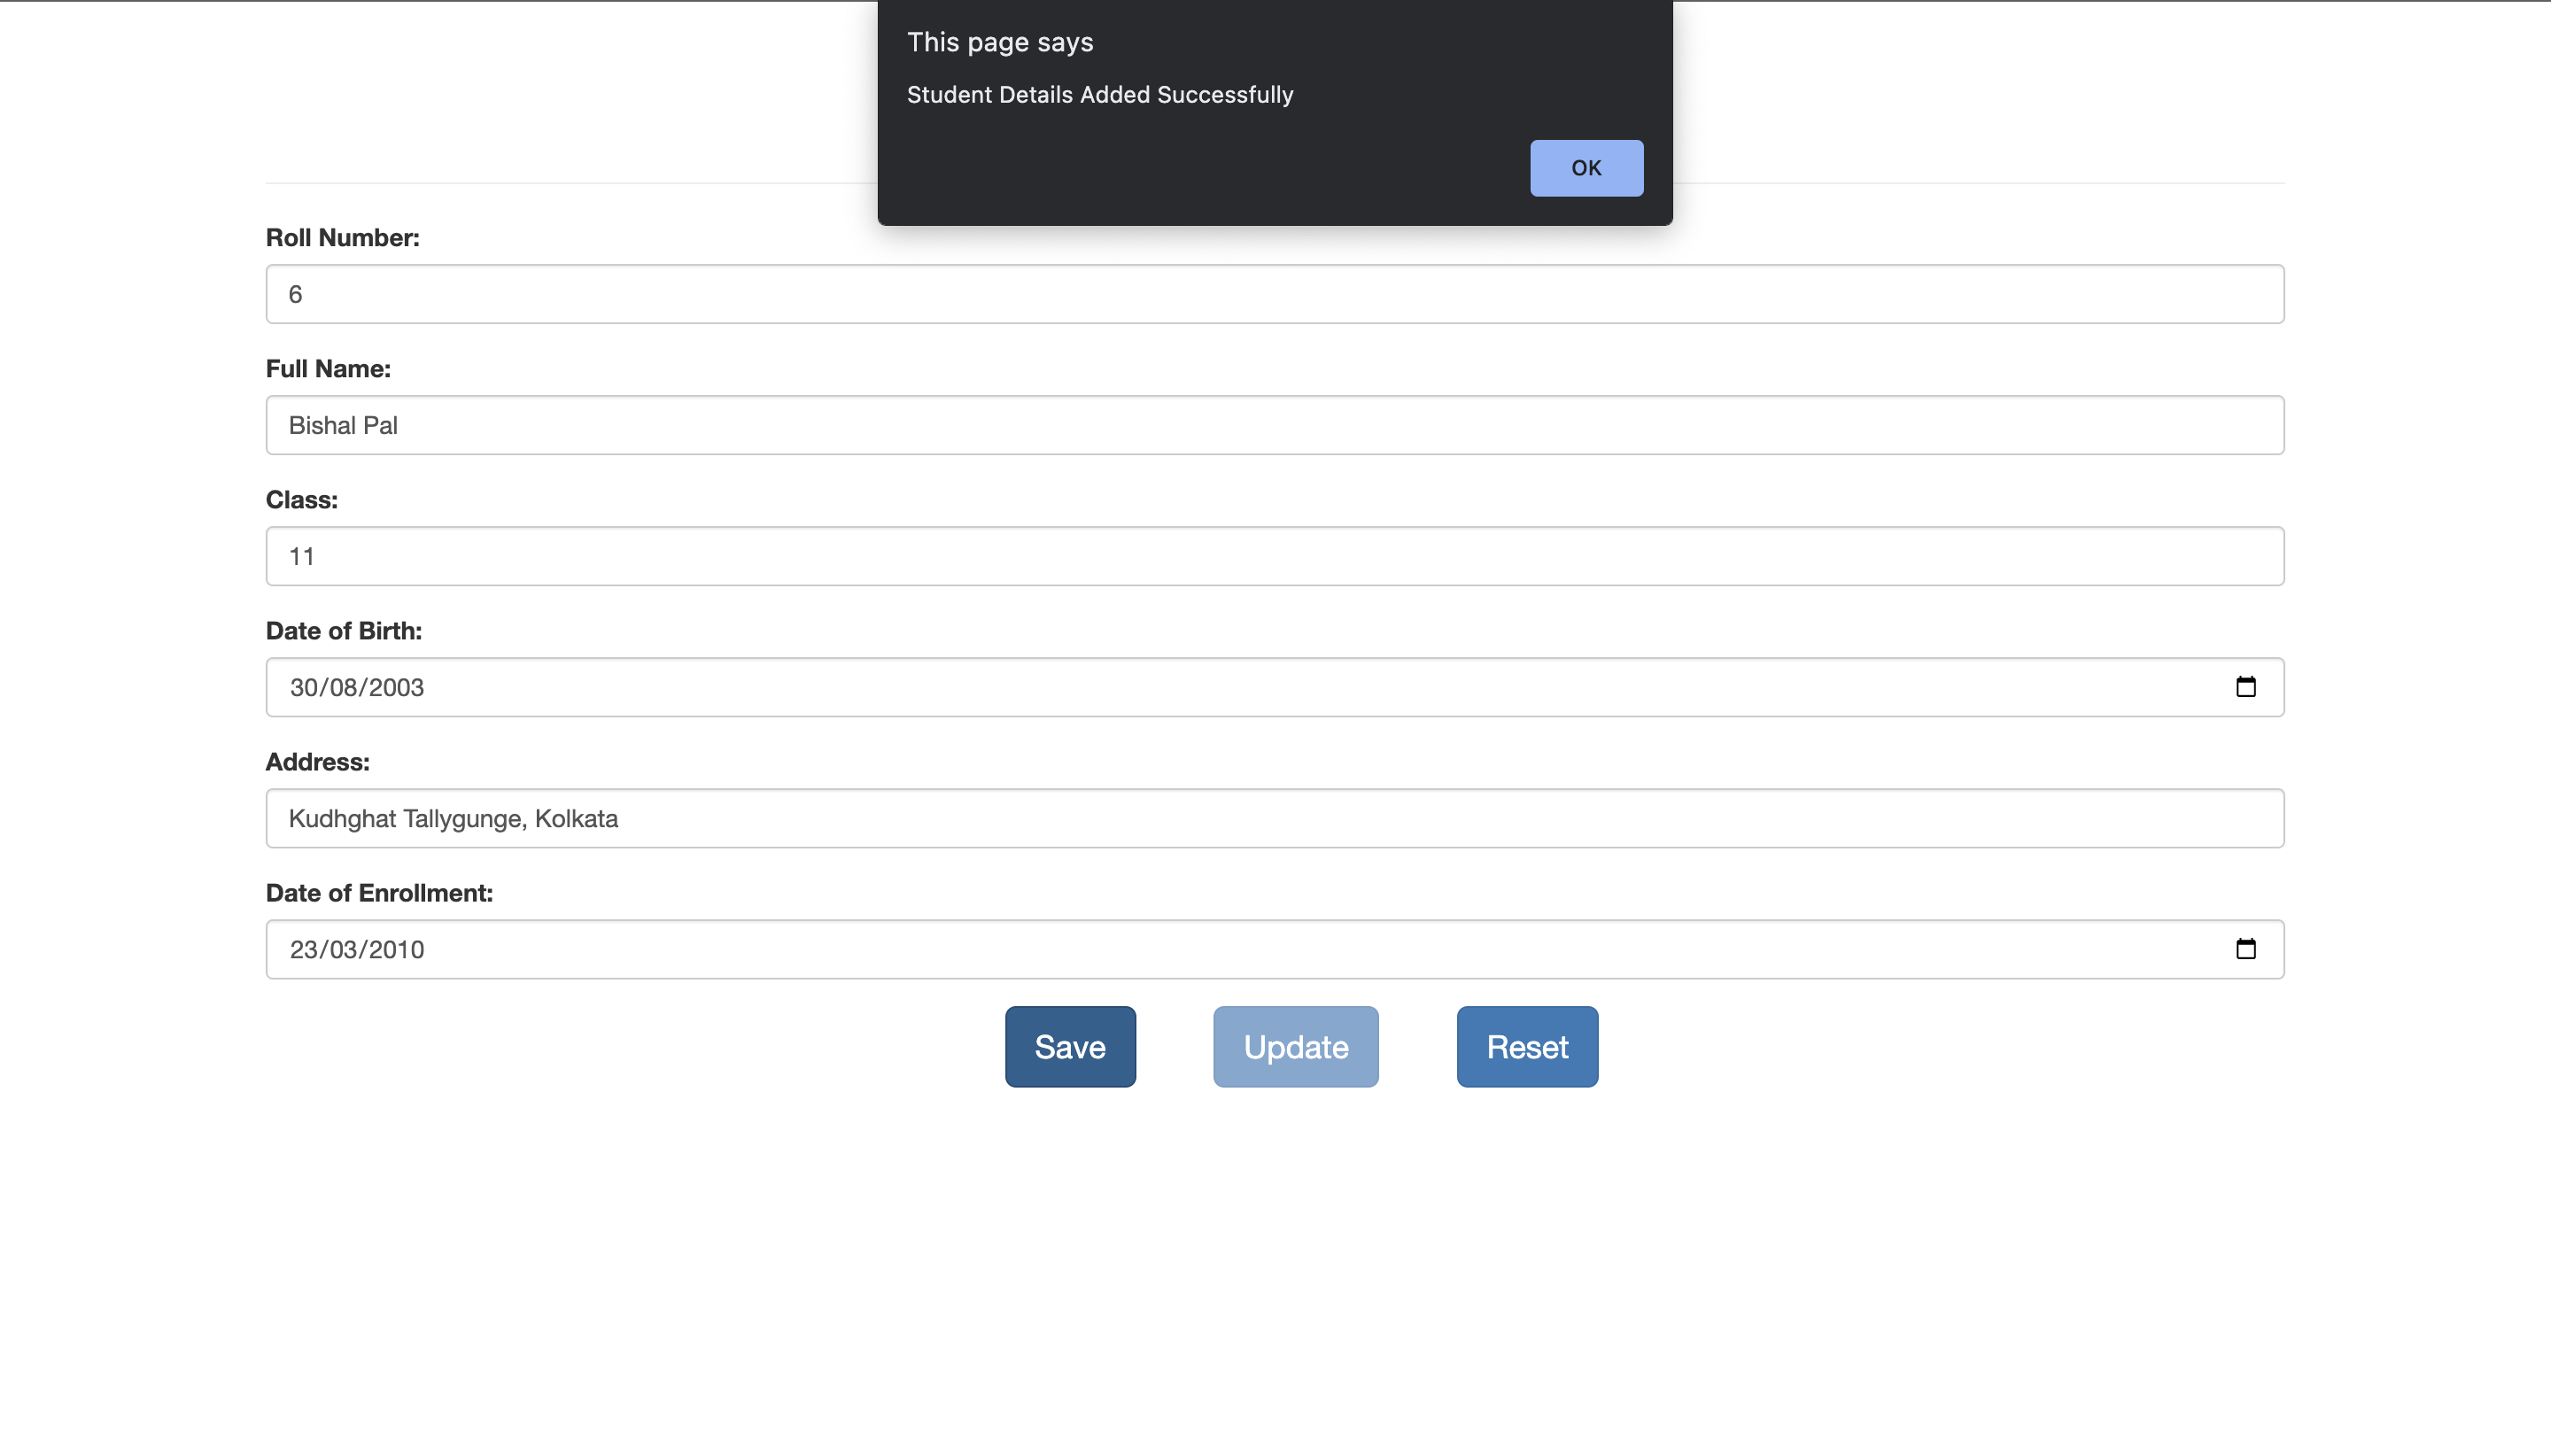 This page says
Student Details Added Successfully
OK
Roll Number:
6
Full Name:
Bishal Pal
Class:
11
Date of Birth:
30/08/2003
Address:
Kudhghat Tallygunge, Kolkata
Date of Enrollment:
23/03/2010
Save Update Reset